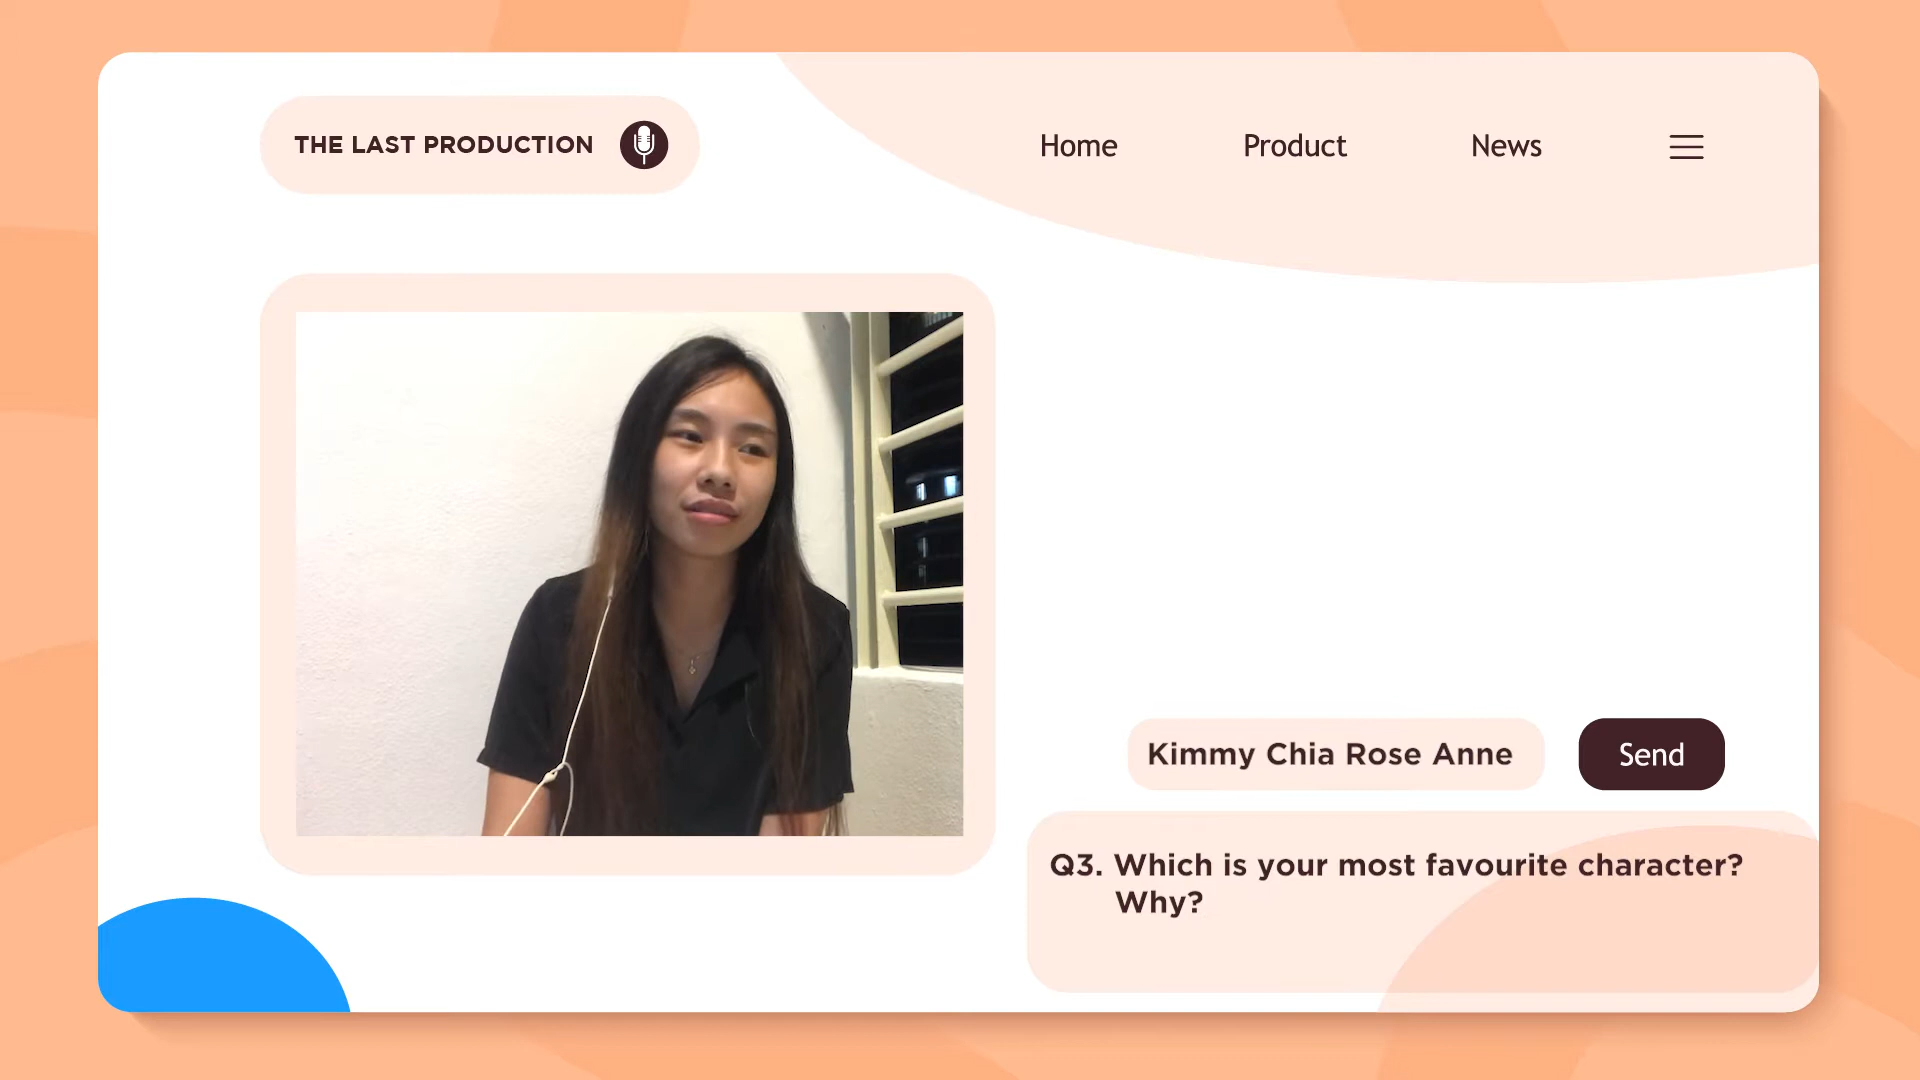 THE LAST PRODUCTION
Home
Product
News
Kimmy Chia Rose Anne
Send
Q3. Which is your most favourite character?
Why?